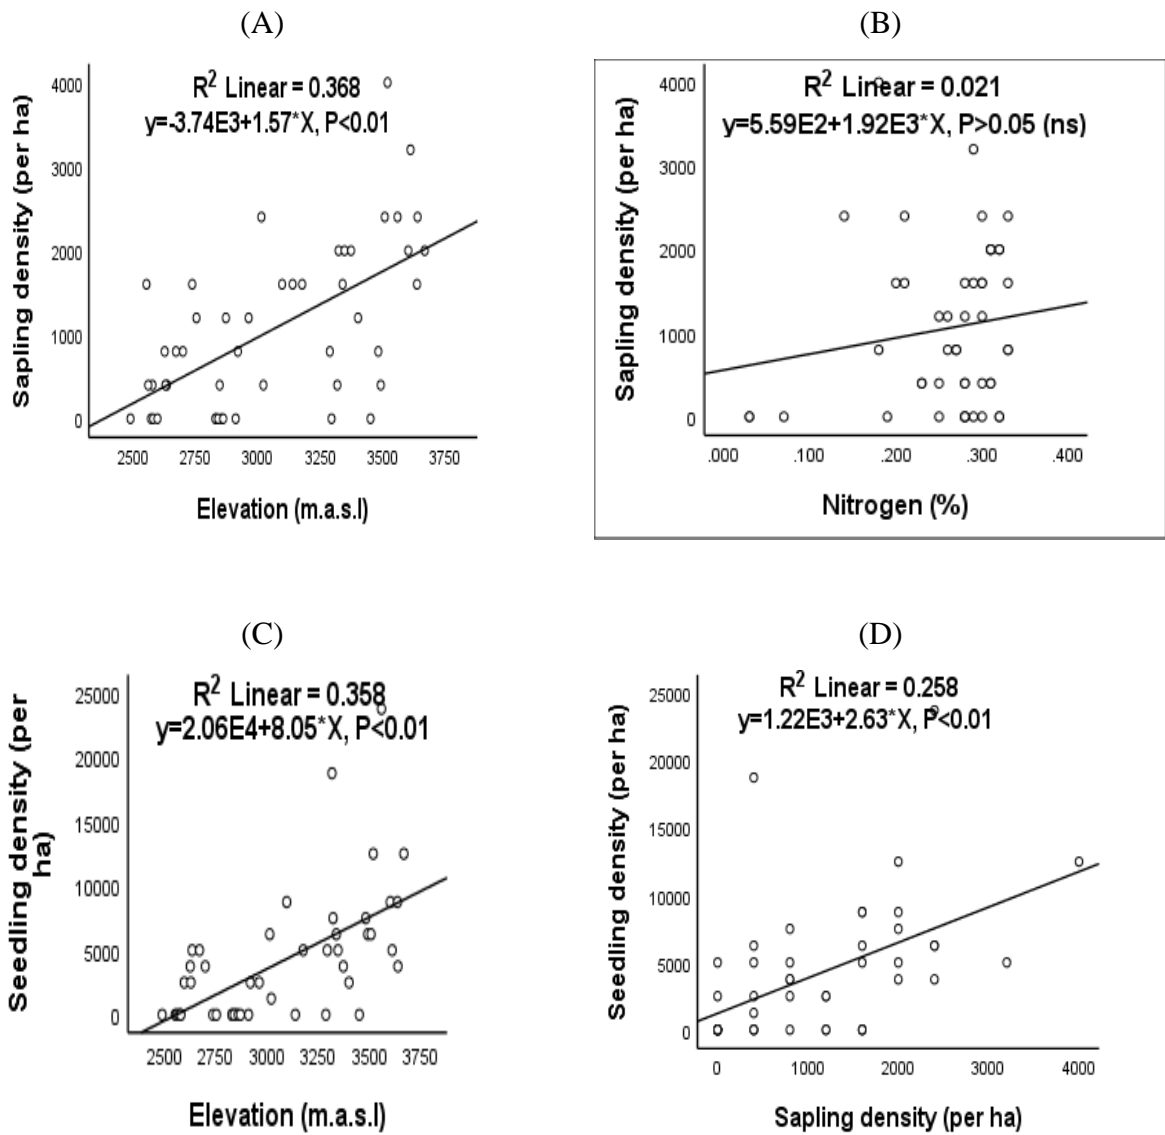 (A)
R² Linear = 0.368
y=-3.74E3+1.57*X, P<0.01
Sapling density (per ha)
4000
3000
2000
1000
0
2500 2750 3000 3250 3500 3750
Elevation (m.a.s.l)
(B)
R² Linear = 0.021
y=5.59E2+1.92E3*X, P>0.05 (ns)
Sapling density (per ha)
4000
3000
2000
1000
0
.000 .100 .200 .300 .400
Nitrogen (%)
(C)
R² Linear = 0.358
y=2.06E4+8.05*X, P<0.01
Seedling density (per
ha)
25000
20000
15000
10000
5000
0
2500 2750 3000 3250 3500 3750
Elevation (m.a.s.l)
(D)
R² Linear = 0.258
y=1.22E3+2.63*X, P<0.01
Seedling density (per ha)
25000
20000
15000
10000
5000
0
0 1000 2000 3000 4000
Sapling density (per ha)